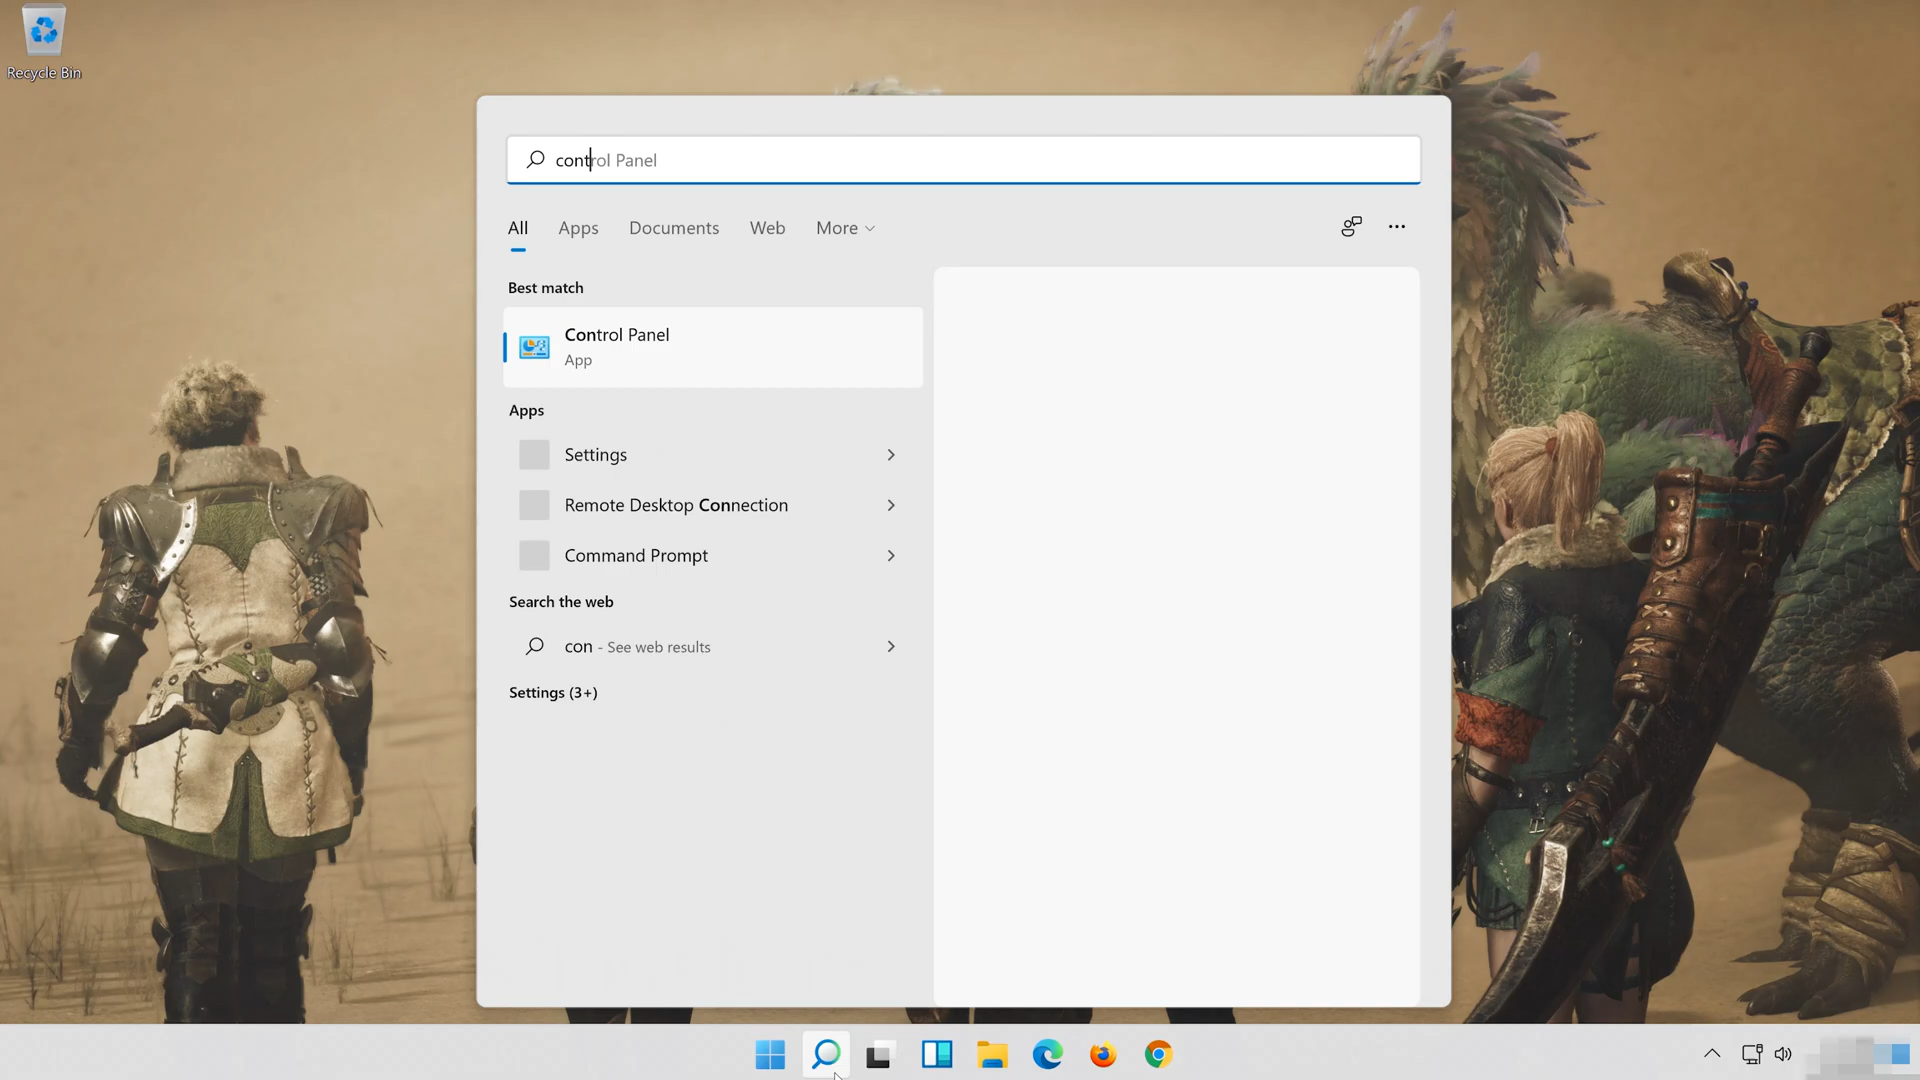 Recycle Bin
control Panel
All Apps Documents Web More
Best match
Control Panel
App
Apps
Settings
Remote Desktop Connection
Command Prompt
Search the web
con - See web results
Settings (3+)